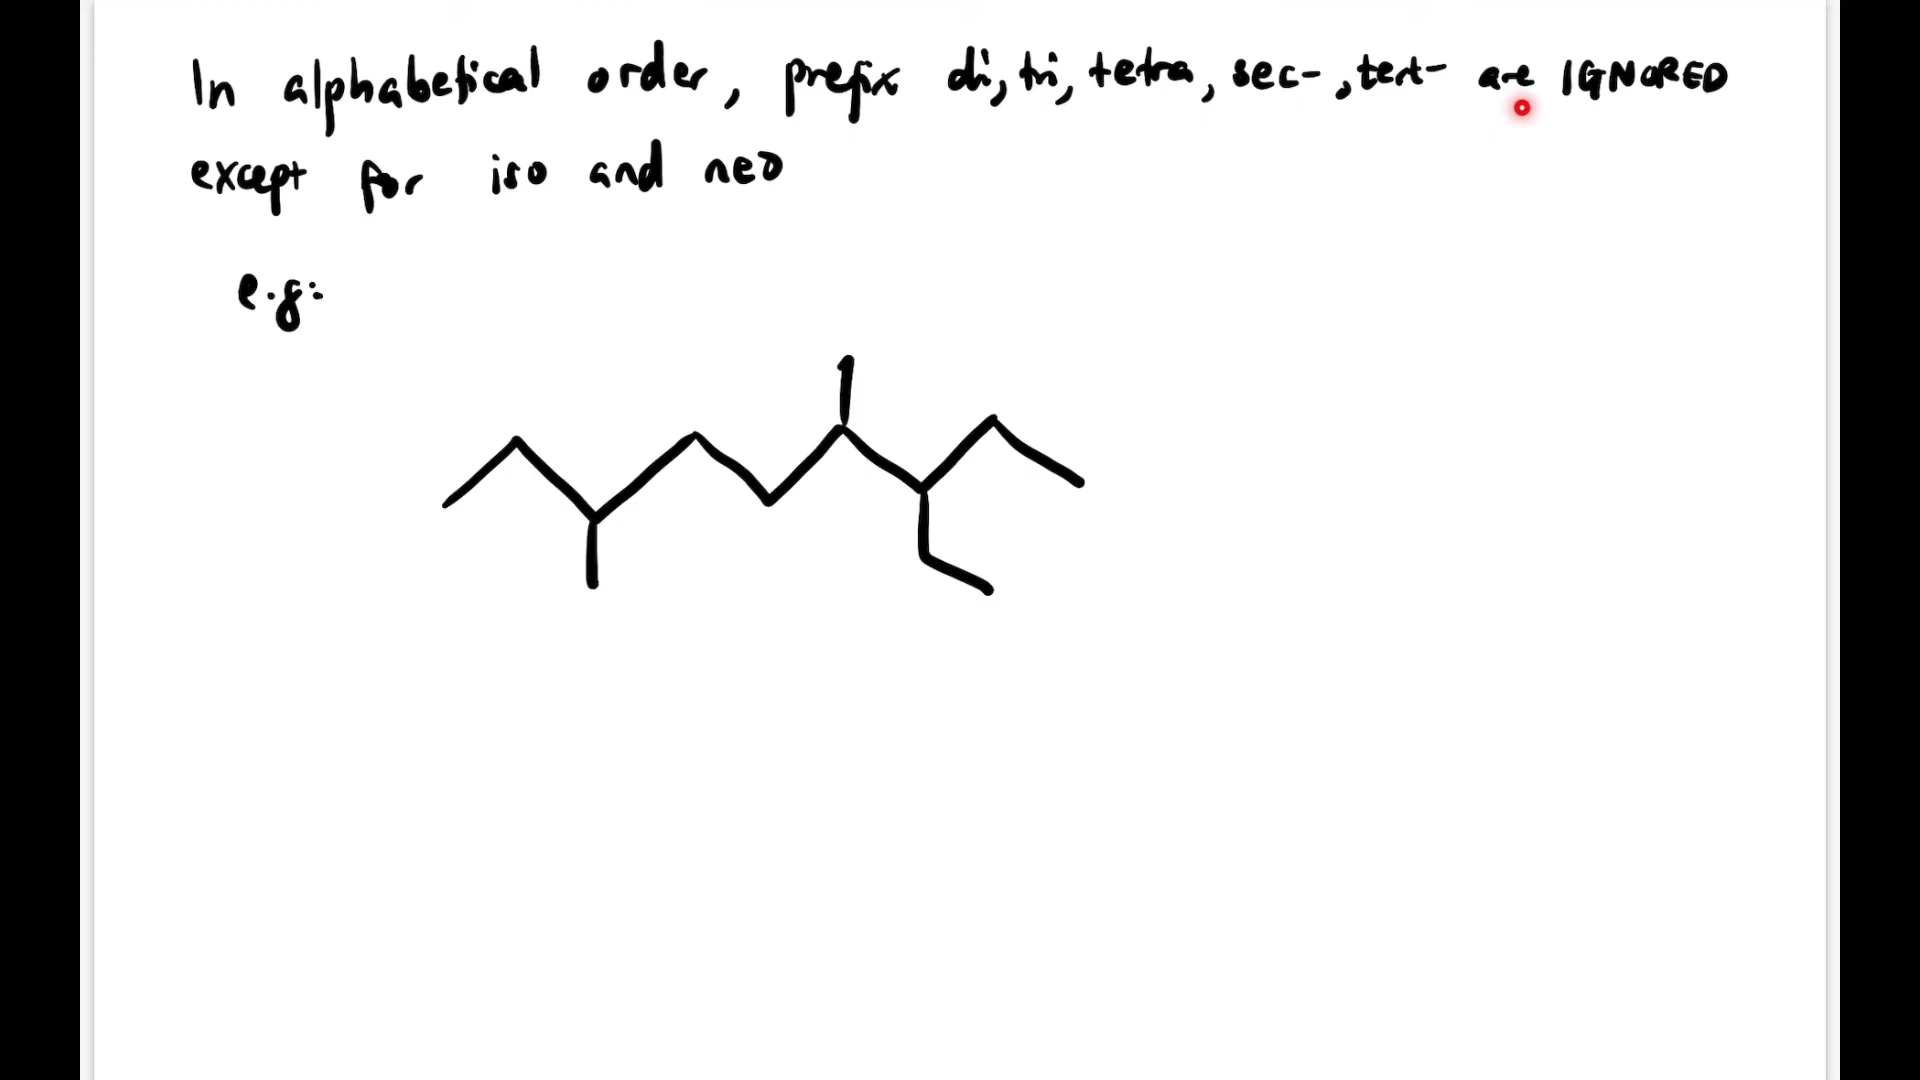 In alphabetical order, prefix di, tri, tetra, sec-, tert- are IGNORED
except for iso and neo
e.g: